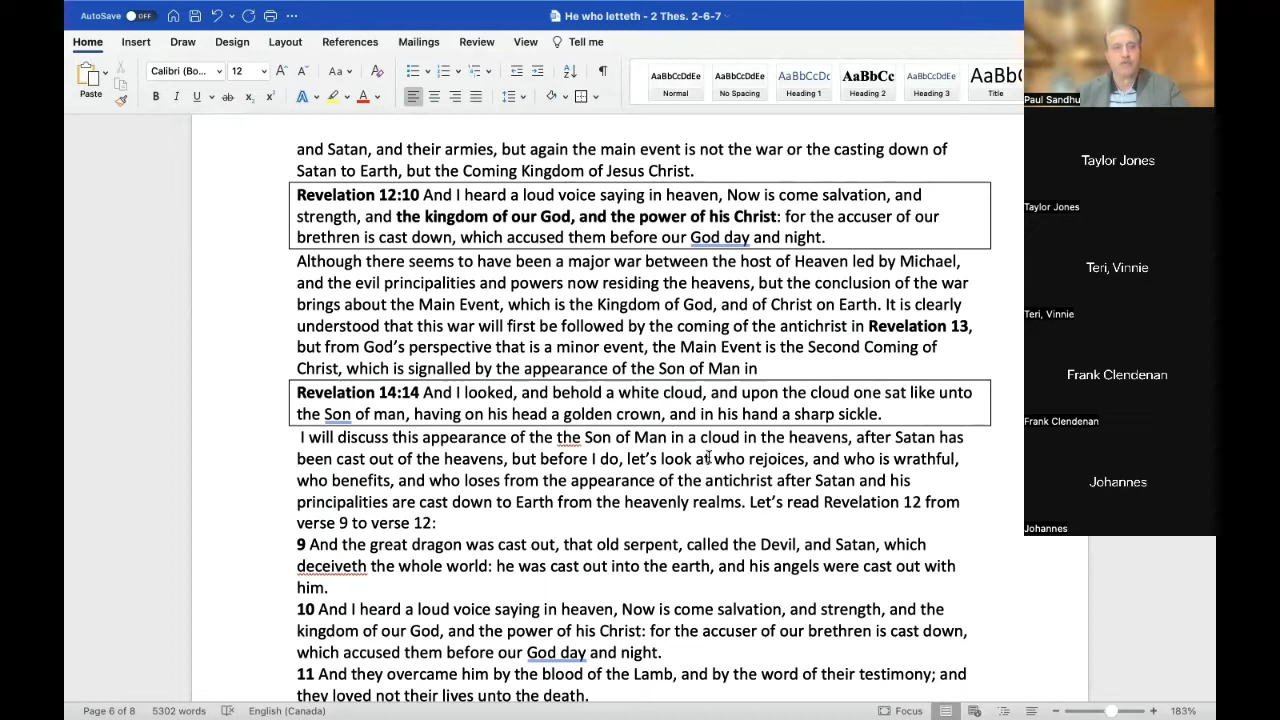 AutoSave OFF
He who letteth - 2 Thes. 2-6-7
Home Insert Draw Design Layout References Mailings Review View Tell me
Paste
Calibri (Bo... 12
AaBbCcDdEe AaBbCcDdEe AaBbCcDc AaBbCc AaBbCcDdEe AaBbC
Normal No Spacing Heading 1 Heading 2 Heading 3 Title
and Satan, and their armies, but again the main event is not the war or the casting down of
Satan to Earth, but the Coming Kingdom of Jesus Christ.
Revelation 12:10 And I heard a loud voice saying in heaven, Now is come salvation, and
strength, and the kingdom of our God, and the power of his Christ: for the accuser of our
brethren is cast down, which accused them before our God day and night.
Although there seems to have been a major war between the host of Heaven led by Michael,
and the evil principalities and powers now residing the heavens, but the conclusion of the war
brings about the Main Event, which is the Kingdom of God, and of Christ on Earth. It is clearly
understood that this war will first be followed by the coming of the antichrist in Revelation 13,
but from God's perspective that is a minor event, the Main Event is the Second Coming of
Christ, which is signalled by the appearance of the Son of Man in
Revelation 14:14 And I looked, and behold a white cloud, and upon the cloud one sat like unto
the Son of man, having on his head a golden crown, and in his hand a sharp sickle.
I will discuss this appearance of the the Son of Man in a cloud in the heavens, after Satan has
been cast out of the heavens, but before I do, let's look at who rejoices, and who is wrathful,
who benefits, and who loses from the appearance of the antichrist after Satan and his
principalities are cast down to Earth from the heavenly realms. Let's read Revelation 12 from
verse 9 to verse 12:
9 And the great dragon was cast out, that old serpent, called the Devil, and Satan, which
deceiveth the whole world: he was cast out into the earth, and his angels were cast out with
him.
10 And I heard a loud voice saying in heaven, Now is come salvation, and strength, and the
kingdom of our God, and the power of his Christ: for the accuser of our brethren is cast down,
which accused them before our God day and night.
11 And they overcame him by the blood of the Lamb, and by the word of their testimony; and
they loved not their lives unto the death.
Page 6 of 8 5302 words English (Canada) Focus 183%
Paul Sandhu
Taylor Jones
Taylor Jones
Teri, Vinnie
Teri, Vinnie
Frank Clendenan
Frank Clendenan
Johannes
Johannes